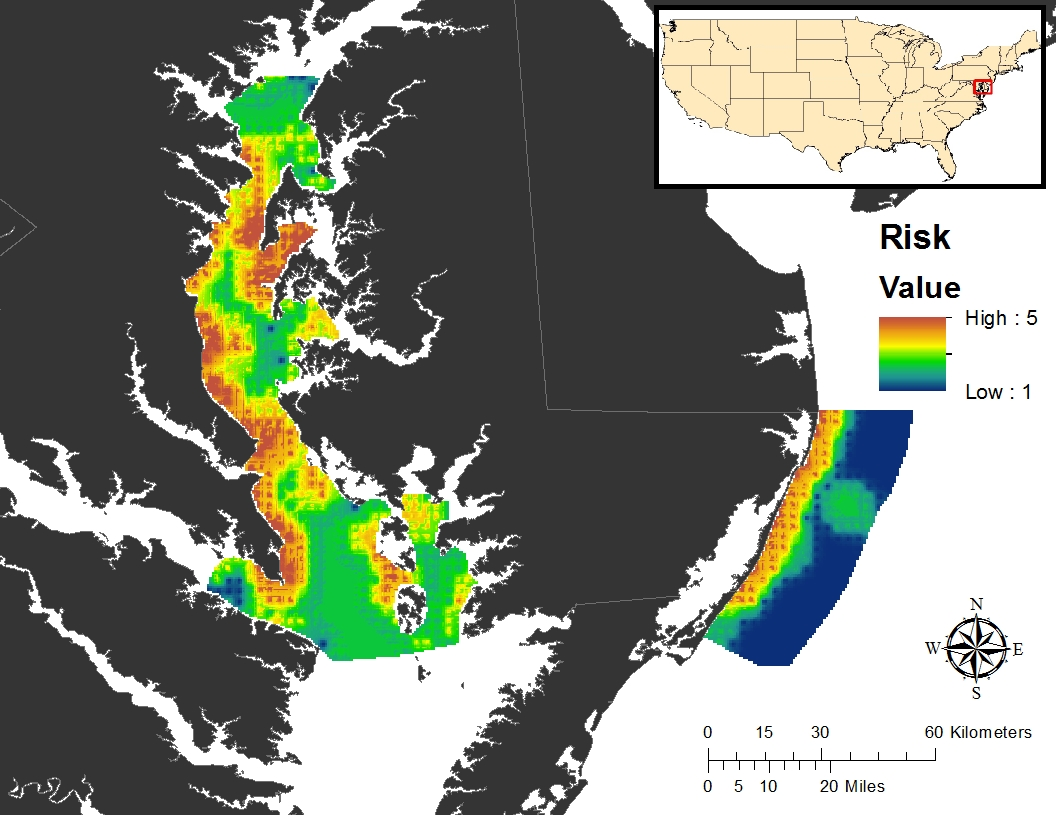 Risk
Value
High : 5
Low : 1
N
W E
S
0 15 30 60 Kilometers
0 5 10 20 Miles